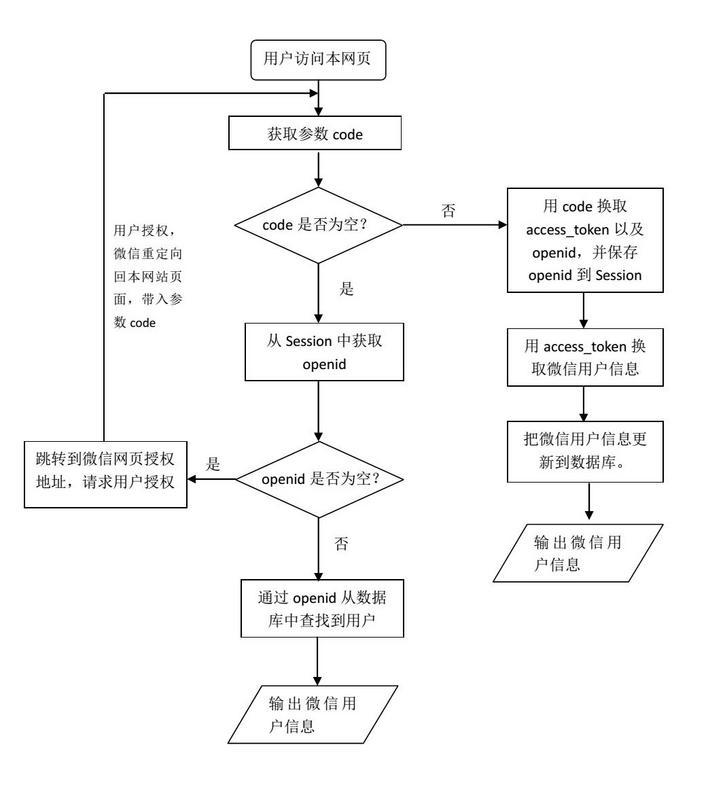 用户访问本网页
获取参数 code
code 是否为空？
否
用 code 换取
access_token 以及
openid，并保存
openid 到 Session
用户授权，
微信重定向
回本网站页
面，带入参
数 code
是
从 Session 中获取
openid
用 access_token 换
取微信用户信息
把微信用户信息更
新到数据库。
跳转到微信网页授权
地址，请求用户授权
是
openid 是否为空？
输出微信用
户信息
否
通过 openid 从数据
库中查找到用户
输出微信用
户信息